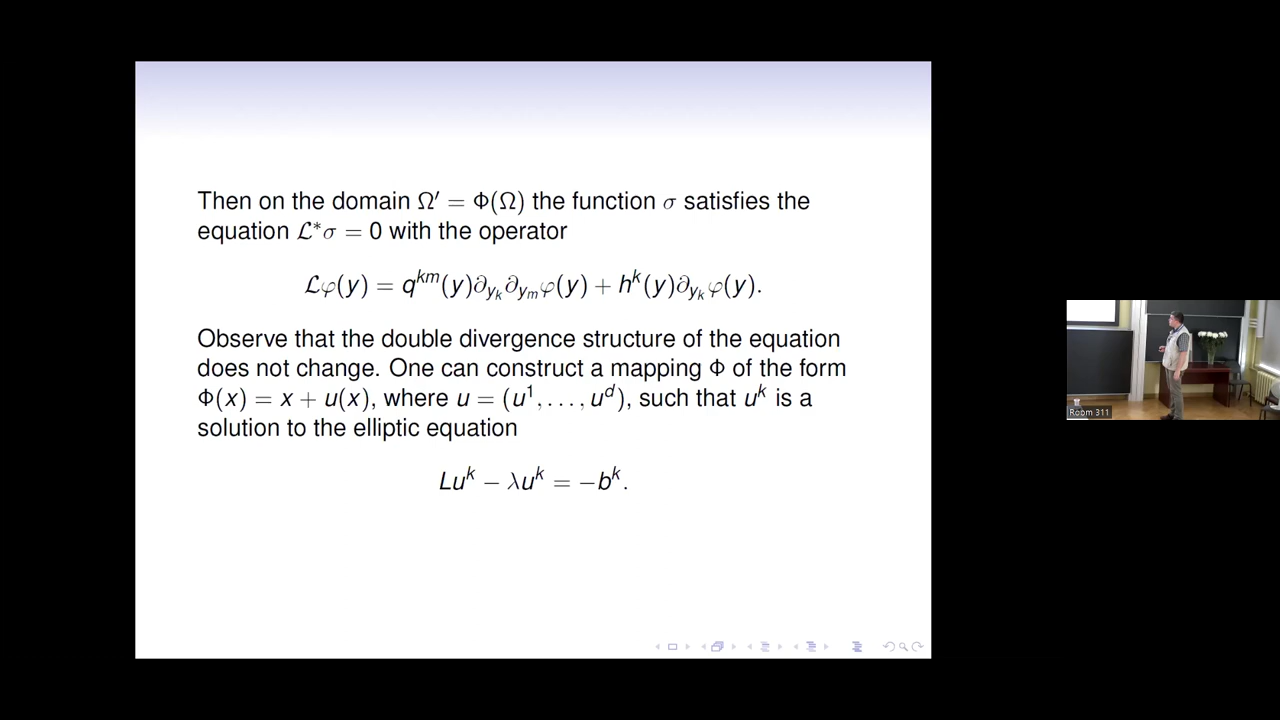 Then on the domain Ω′ = Φ(Ω) the function σ satisfies the
equation ℒ*σ = 0 with the operator
ℒφ(y) = q^{km}(y)∂_{y_k}∂_{y_m}φ(y) + h^k(y)∂_{y_k}φ(y).
Observe that the double divergence structure of the equation
does not change. One can construct a mapping Φ of the form
Φ(x) = x + u(x), where u = (u^1, . . . , u^d), such that u^k is a
solution to the elliptic equation
Lu^k − λu^k = −b^k.
Room 311